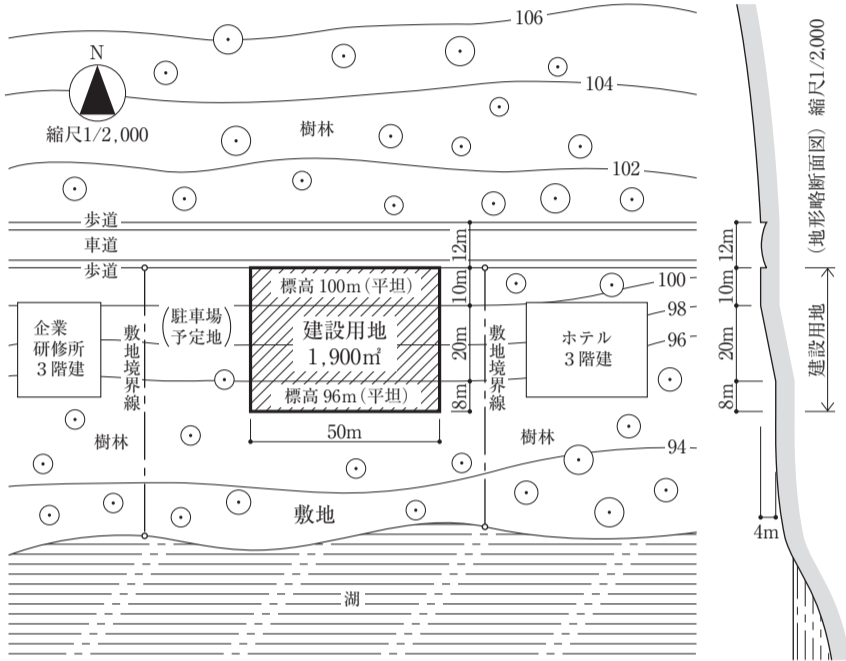 106
N
104
縮尺1/2,000
樹林
102
歩道
車道
歩道
12m
標高 100m(平坦)
10m
100
98
96
企業
研修所
3階建
敷地境界線
(駐車場
予定地)
建設用地
1,900㎡
20m
敷地境界線
ホテル
3階建
標高 96m(平坦)
8m
50m
樹林
樹林
94
敷地
湖
(地形略断面図) 縮尺1/2,000
12m
10m
20m
8m
建設用地
4m